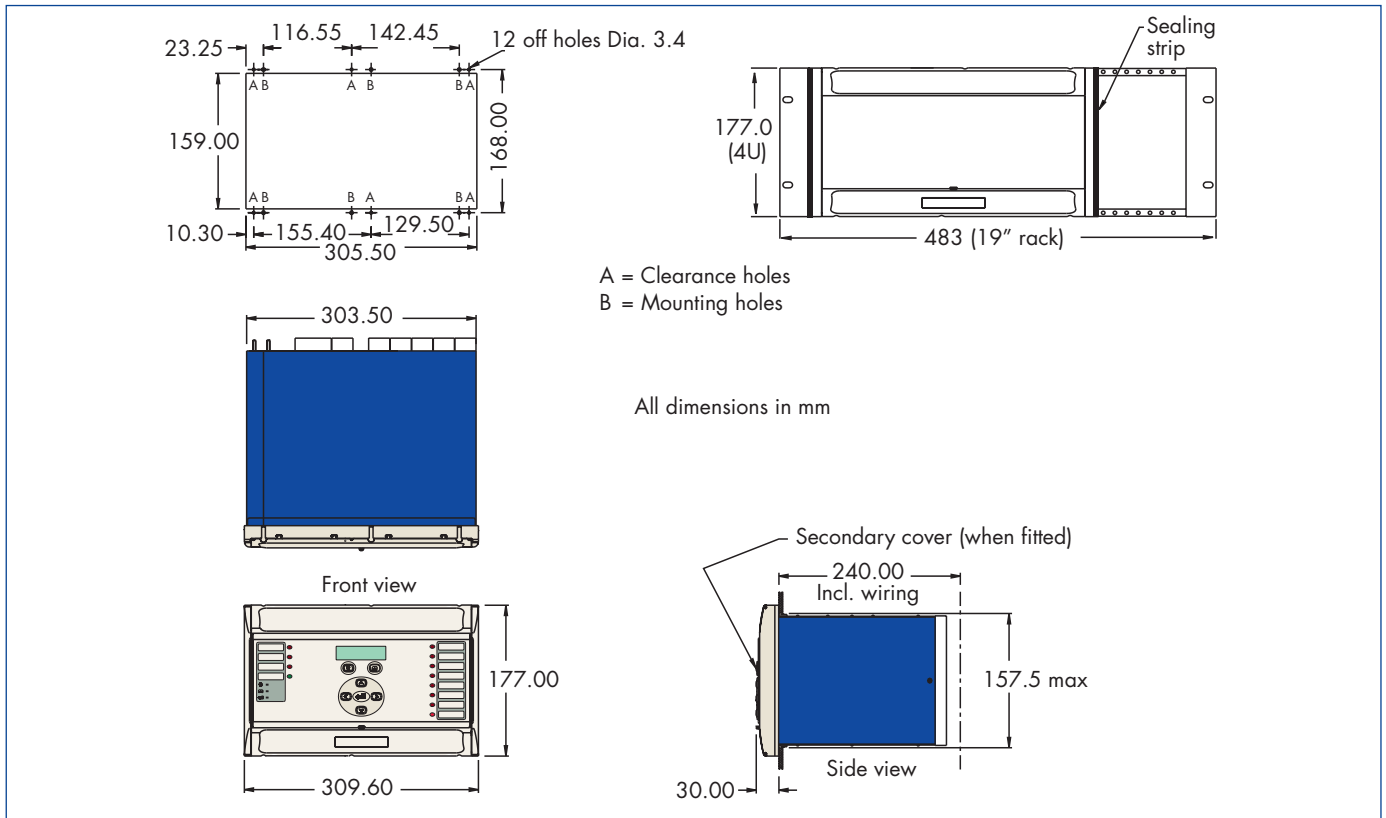 116.55 142.45 12 off holes Dia. 3.4
23.25
A B A B B A
159.00
168.00
A B B A B A
10.30 155.40 129.50
305.50
Sealing
strip
177.0
(4U)
483 (19” rack)
A = Clearance holes
B = Mounting holes
303.50
All dimensions in mm
Front view
177.00
309.60
Secondary cover (when fitted)
240.00
Incl. wiring
157.5 max
Side view
30.00